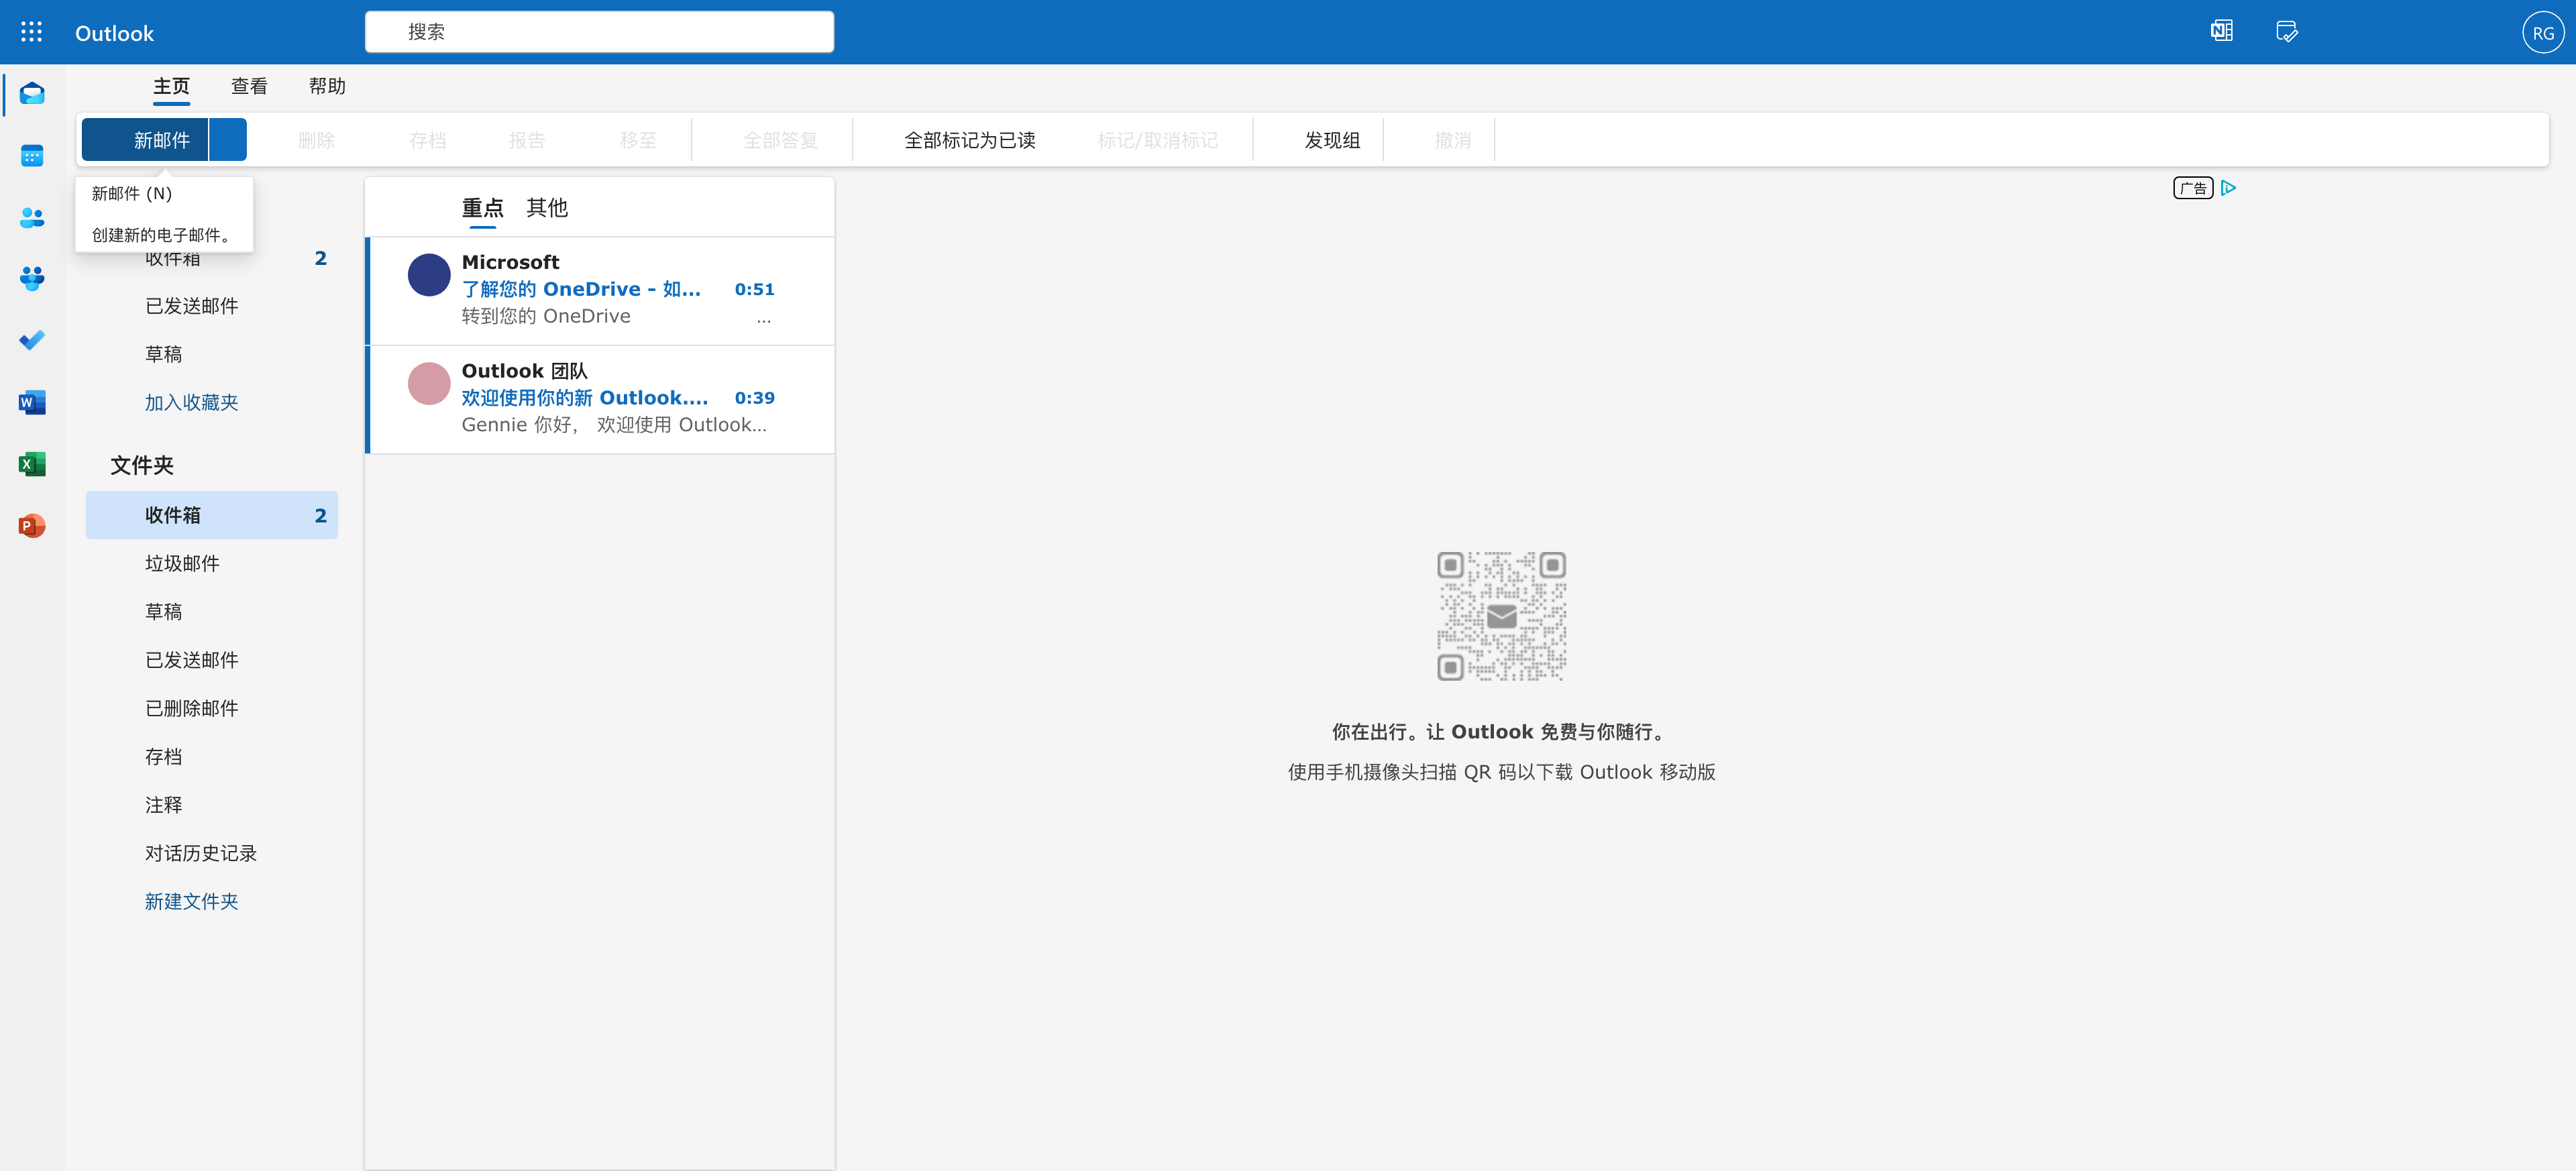 Outlook
搜索
RG
主页
查看
帮助
新邮件
删除
存档
报告
移至
全部答复
全部标记为已读
标记/取消标记
发现组
撤消
新邮件 (N)
创建新的电子邮件。
收件箱 2
已发送邮件
草稿
加入收藏夹
文件夹
收件箱 2
垃圾邮件
草稿
已发送邮件
已删除邮件
存档
注释
对话历史记录
新建文件夹
重点
其他
Microsoft
了解您的 OneDrive - 如... 0:51
转到您的 OneDrive ...
Outlook 团队
欢迎使用你的新 Outlook.... 0:39
Gennie 你好， 欢迎使用 Outlook...
广告
你在出行。让 Outlook 免费与你随行。
使用手机摄像头扫描 QR 码以下载 Outlook 移动版
W
X
P
N